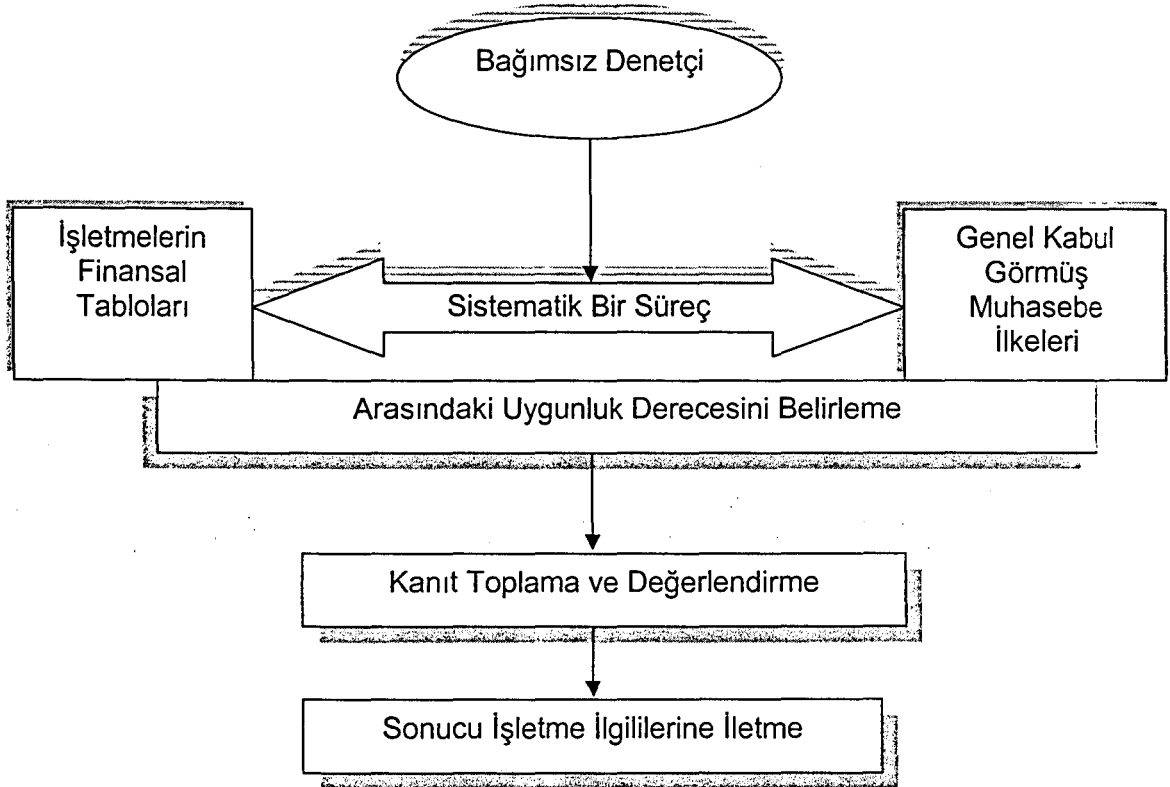 Bağımsız Denetçi
İşletmelerin
Finansal
Tabloları
Sistematik Bir Süreç
Genel Kabul
Görmüş
Muhasebe
İlkeleri
Arasındaki Uygunluk Derecesini Belirleme
Kanıt Toplama ve Değerlendirme
Sonucu İşletme İlgililerine İletme